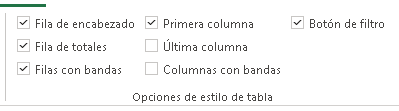 Fila de encabezado
Primera columna
Botón de filtro
Fila de totales
Última columna
Filas con bandas
Columnas con bandas
Opciones de estilo de tabla